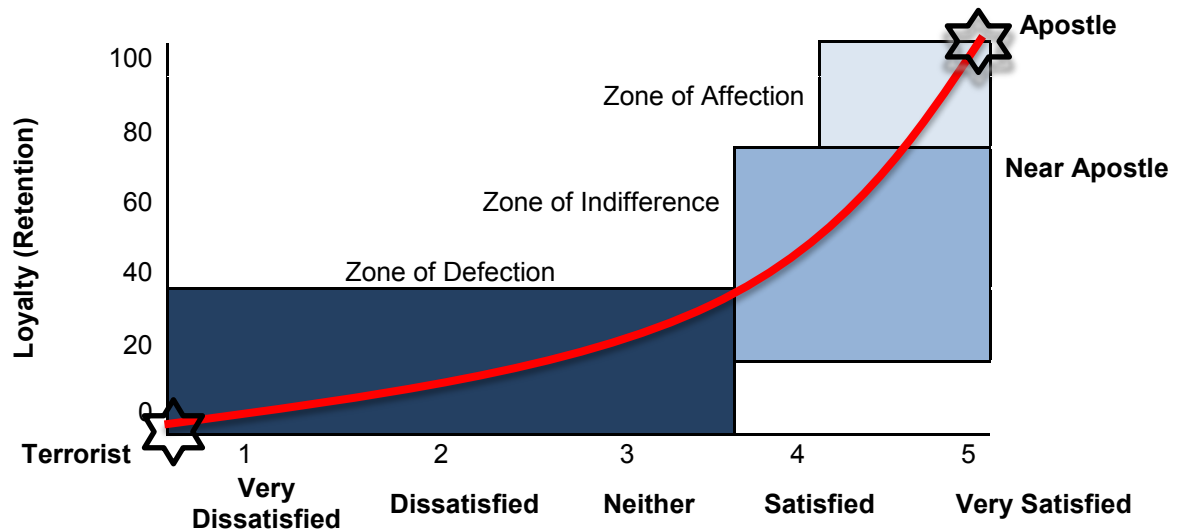 Apostle
100
Zone of Affection
80
Near Apostle
Loyalty (Retention)
60
Zone of Indifference
40
Zone of Defection
20
0
Terrorist
1
2
3
4
5
Very
Dissatisfied
Dissatisfied
Neither
Satisfied
Very Satisfied